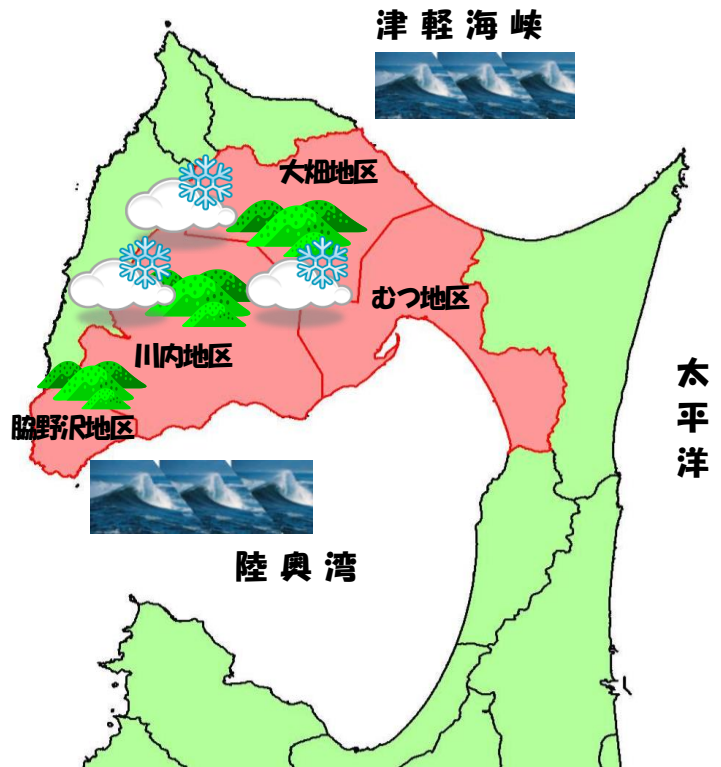 津軽海峡
大畑地区
むつ地区
川内地区
脇野沢地区
太平洋
陸奥湾